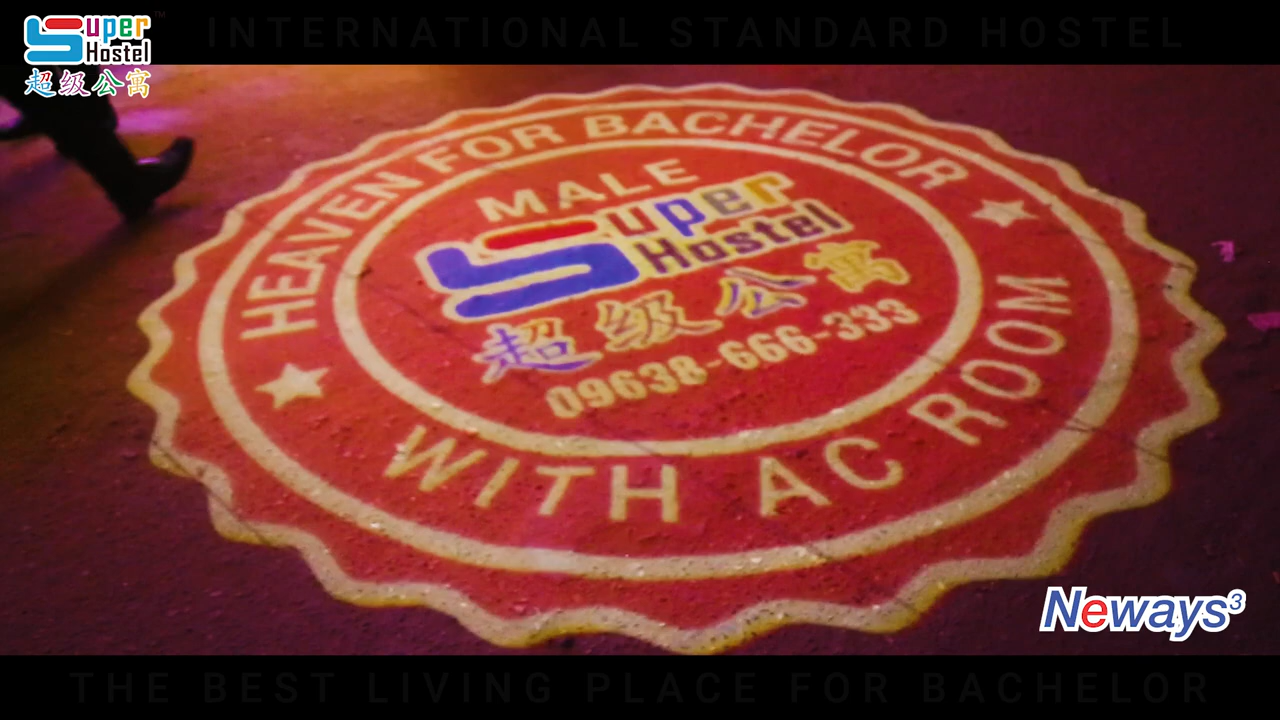 Super
Hostel
超级公寓
TM
INTERNATIONAL STANDARD HOSTEL
HEAVEN FOR BACHELOR
MALE
Super
Hostel
超级公寓
09638-666-333
WITH AC ROOM
Neways3
THE BEST LIVING PLACE FOR BACHELOR